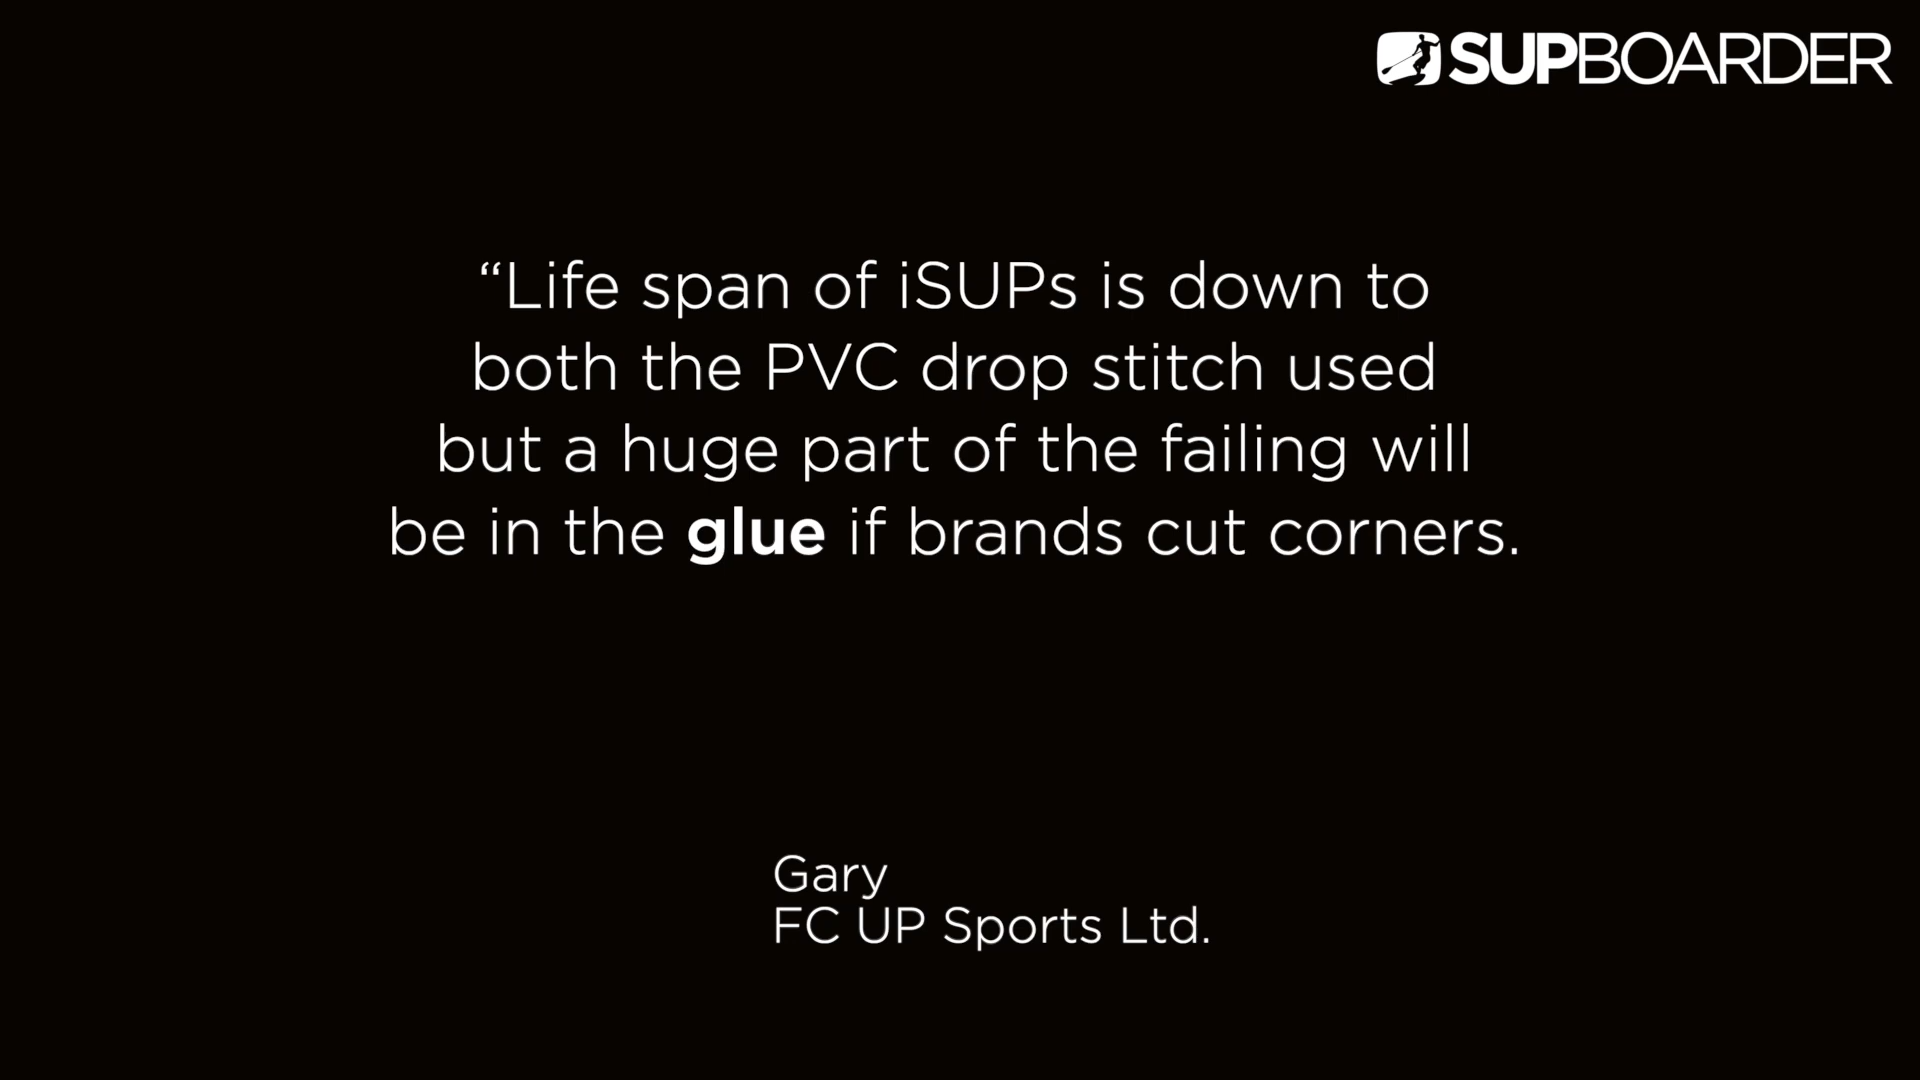 SUPBOARDER
“Life span of iSUPs is down to
both the PVC drop stitch used
but a huge part of the failing will
be in the glue if brands cut corners.
Gary
FC UP Sports Ltd.